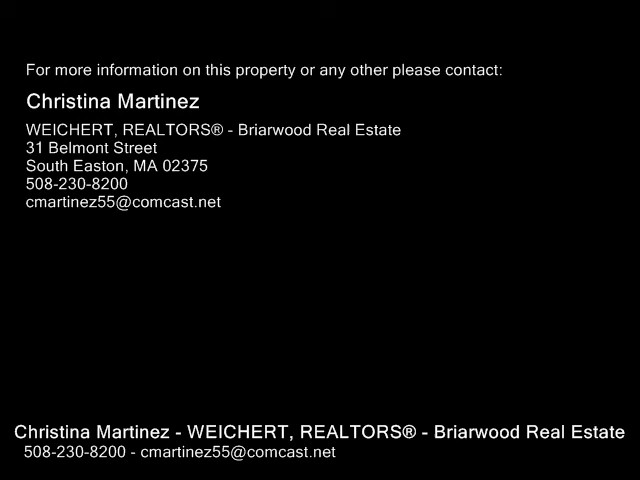 For more information on this property or any other please contact:
Christina Martinez
WEICHERT, REALTORS® - Briarwood Real Estate
31 Belmont Street
South Easton, MA 02375
508-230-8200
cmartinez55@comcast.net
Christina Martinez - WEICHERT, REALTORS® - Briarwood Real Estate
508-230-8200 - cmartinez55@comcast.net